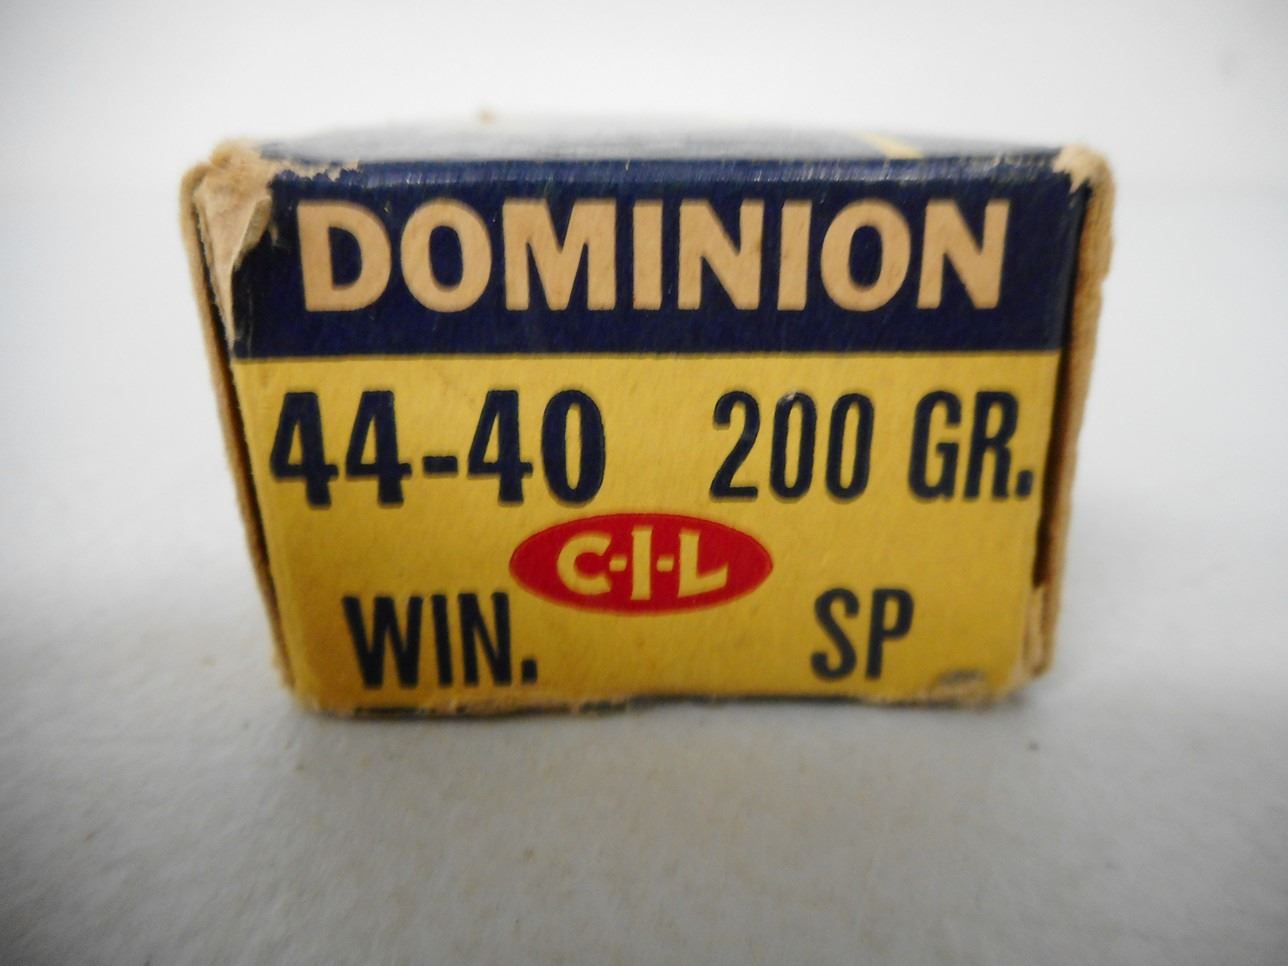 DOMINION
44-40 200 GR.
C-I-L
WIN. SP